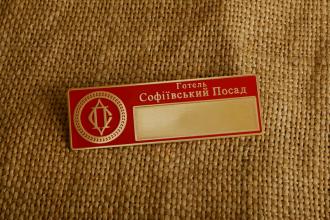 Готель
Софіївський Посад